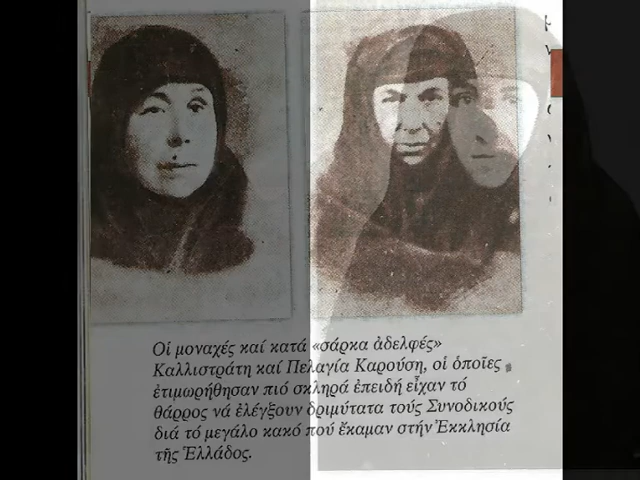 Οἱ μοναχές καί κατά «σάρκα ἀδελφές»
Καλλιστράτη καί Πελαγία Καρούση, οἱ ὁποῖες
ἐτιμωρήθησαν πιό σκληρά ἐπειδή εἶχαν τό
θάρρος νά ἐλέγξουν δριμύτατα τούς Συνοδικούς
διά τό μεγάλο κακό πού ἔκαμαν στήν Ἐκκλησία
τῆς Ἑλλάδος.